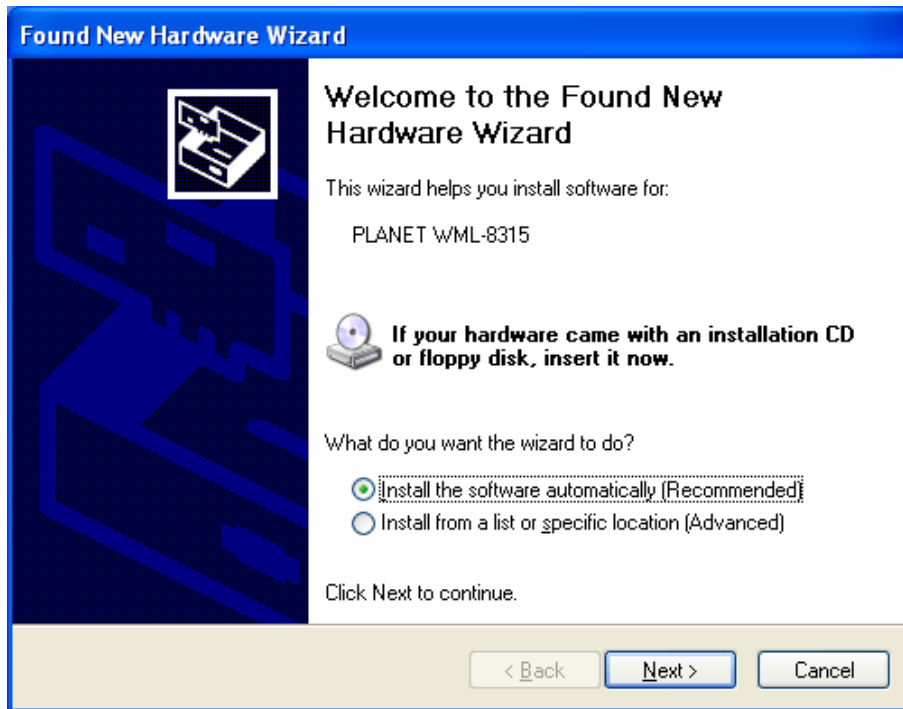 Found New Hardware Wizard
Welcome to the Found New
Hardware Wizard
This wizard helps you install software for:
PLANET WML-8315
If your hardware came with an installation CD
or floppy disk, insert it now.
What do you want the wizard to do?
Install the software automatically (Recommended)
Install from a list or specific location (Advanced)
Click Next to continue.
< Back Next > Cancel